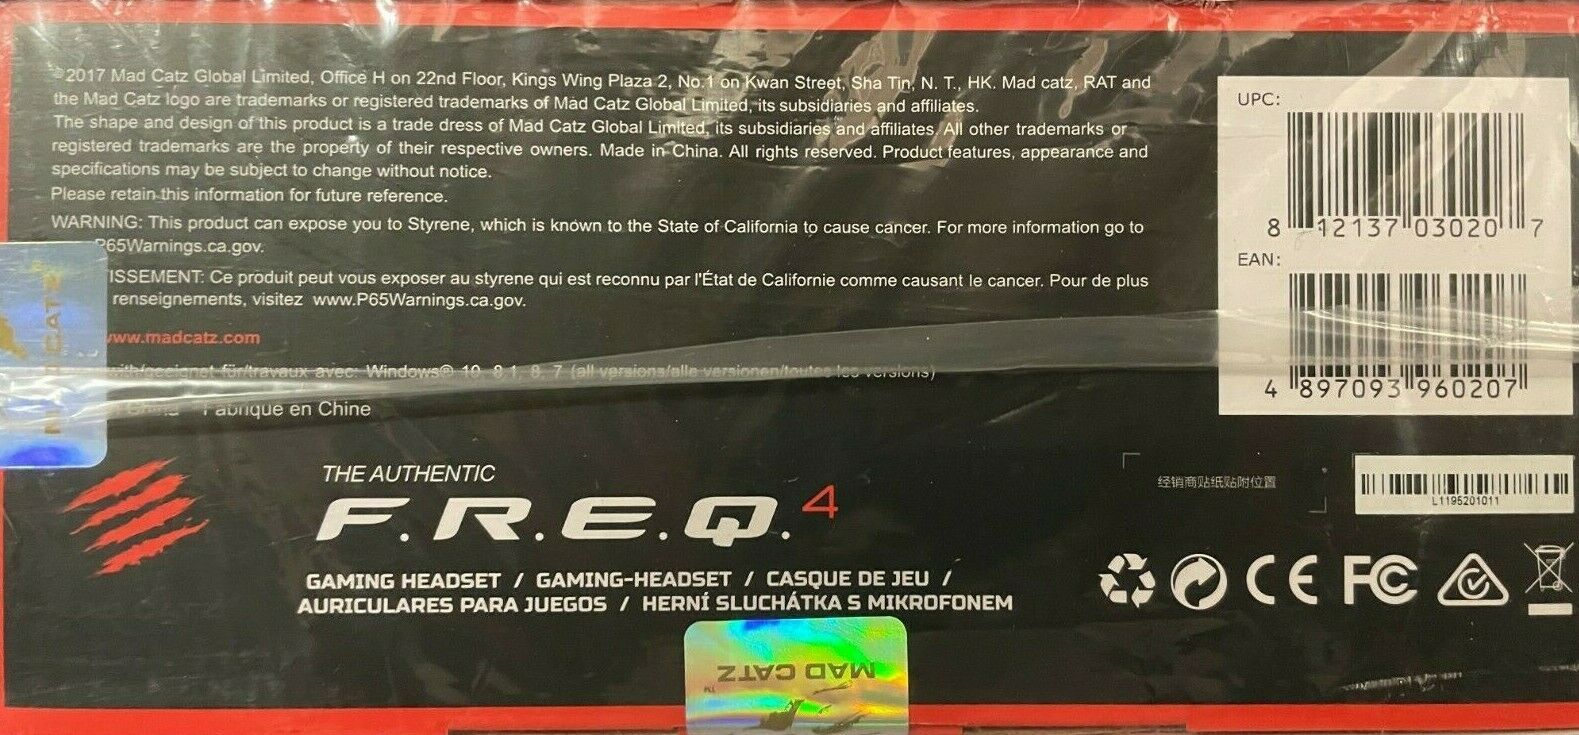 ©2017 Mad Catz Global Limited, Office H on 22nd Floor, Kings Wing Plaza 2, No.1 on Kwan Street, Sha Tin, N. T., HK. Mad catz, RAT and
the Mad Catz logo are trademarks or registered trademarks of Mad Catz Global Limited, its subsidiaries and affiliates.
The shape and design of this product is a trade dress of Mad Catz Global Limited, its subsidiaries and affiliates. All other trademarks or
registered trademarks are the property of their respective owners. Made in China. All rights reserved. Product features, appearance and
specifications may be subject to change without notice.
Please retain this information for future reference.
WARNING: This product can expose you to Styrene, which is known to the State of California to cause cancer. For more information go to
P65Warnings.ca.gov.
ISSEMENT: Ce produit peut vous exposer au styrene qui est reconnu par l'État de Californie comme causant le cancer. Pour de plus
renseignements, visitez www.P65Warnings.ca.gov.
www.madcatz.com
für/travaux avec: Windows® 10, 8.1, 8, 7 (all versions/alle versionen/toutes les versions)
Fabriqué en Chine
UPC:
8 12137 03020 7
EAN:
4 897093 960207
MAD CATZ
THE AUTHENTIC
F.R.E.Q.4
GAMING HEADSET / GAMING-HEADSET / CASQUE DE JEU /
AURICULARES PARA JUEGOS / HERNÍ SLUCHÁTKA S MIKROFONEM
经销商贴纸贴附位置
L1195201011
CE FC
MAD CATZ™